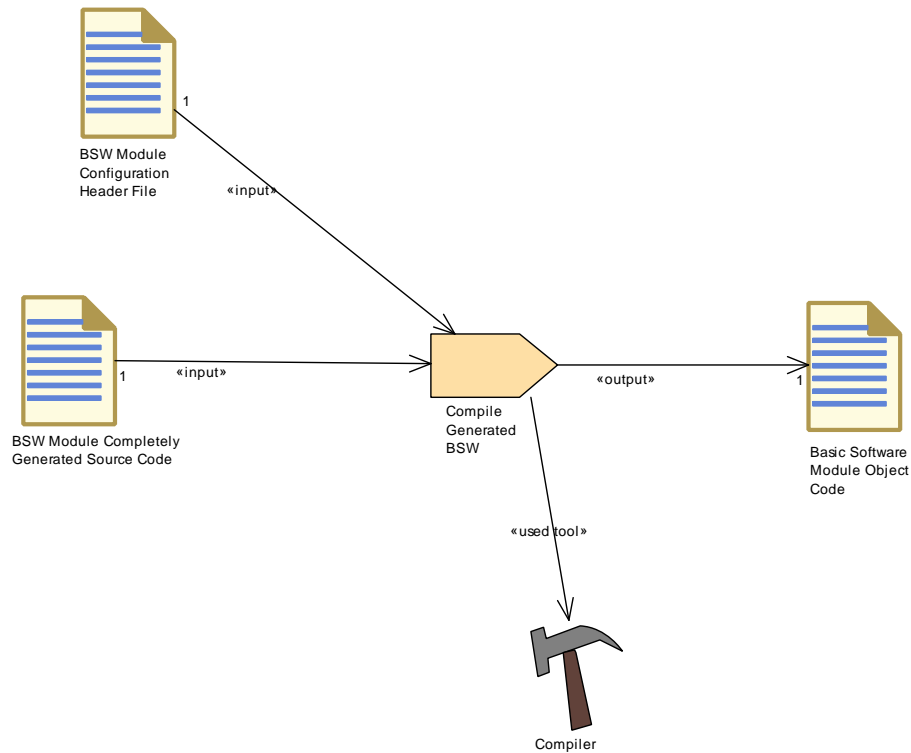 1
BSW Module
Configuration
Header File
«input»
1
«input»
BSW Module Completely
Generated Source Code
Compile
Generated
BSW
«output»
1
Basic Software
Module Object
Code
«used tool»
Compiler